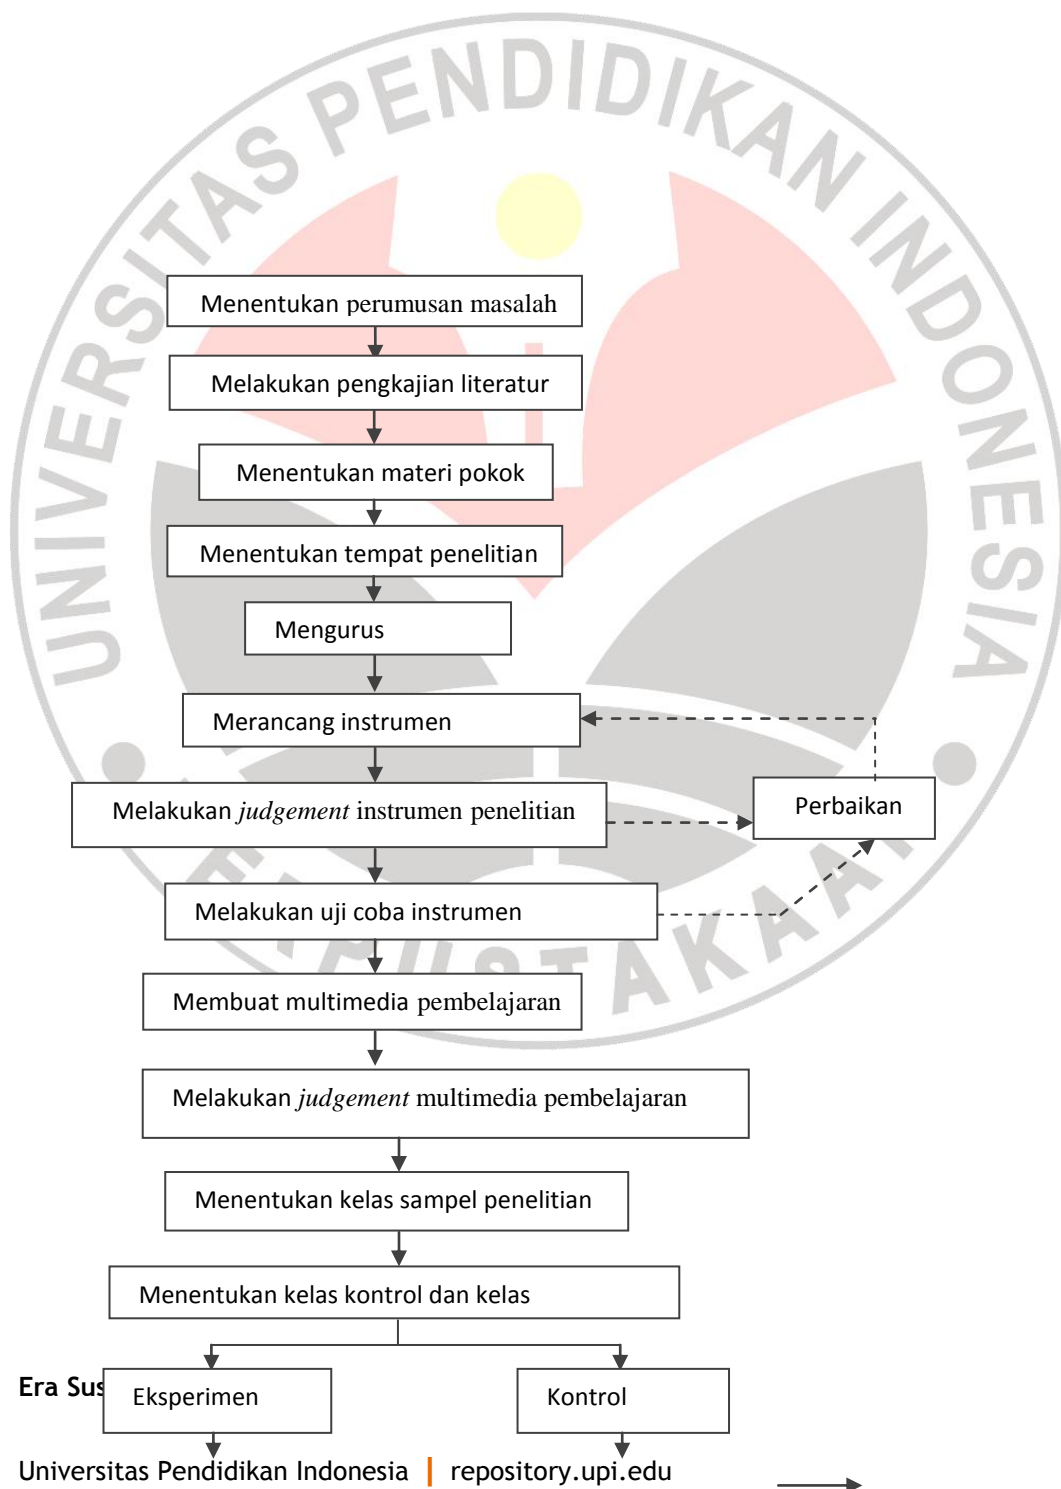 UNIVERSITAS PENDIDIKAN INDONESIA
Menentukan perumusan masalah
Melakukan pengkajian literatur
Menentukan materi pokok
Menentukan tempat penelitian
Mengurus
Merancang instrumen
Melakukan judgement instrumen penelitian
Perbaikan
Melakukan uji coba instrumen
Membuat multimedia pembelajaran
Melakukan judgement multimedia pembelajaran
Menentukan kelas sampel penelitian
Menentukan kelas kontrol dan kelas
Era Sus
Eksperimen
Kontrol
Universitas Pendidikan Indonesia | repository.upi.edu